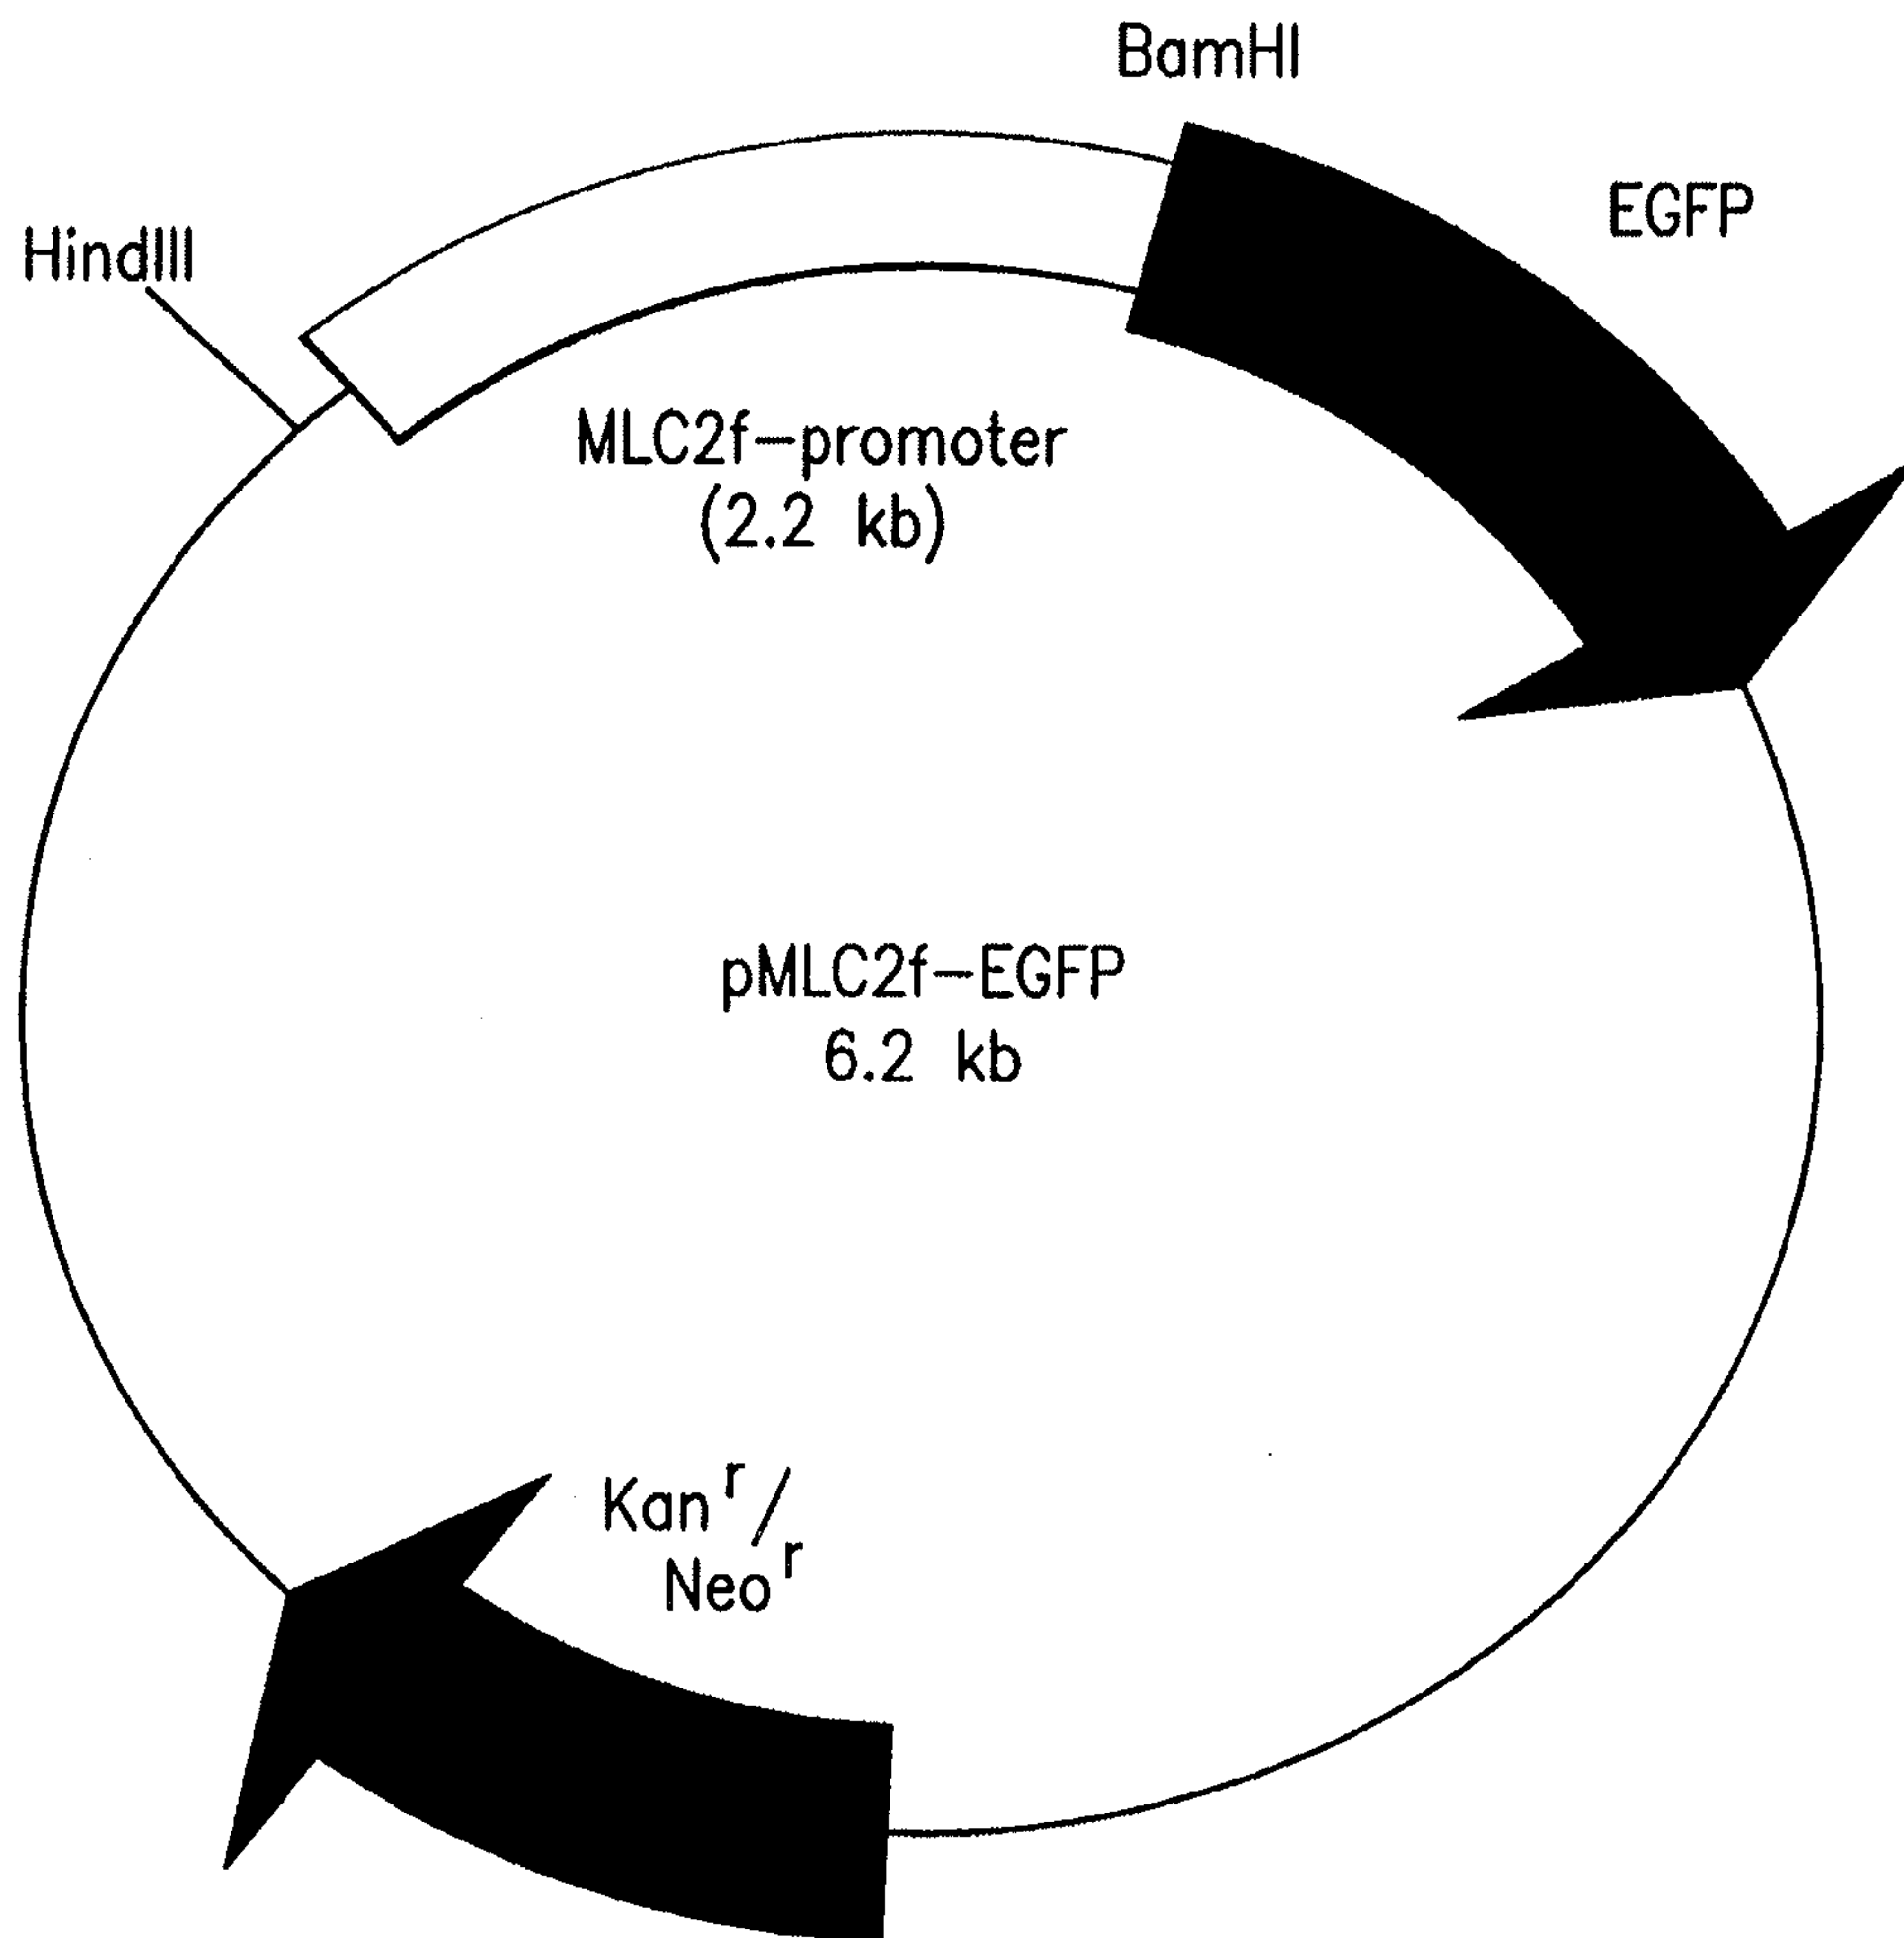 BamHI
EGFP
HindIII
MLC2f-promoter
(2.2 kb)
pMLC2f-EGFP
6.2 kb
Kan r/
Neo r